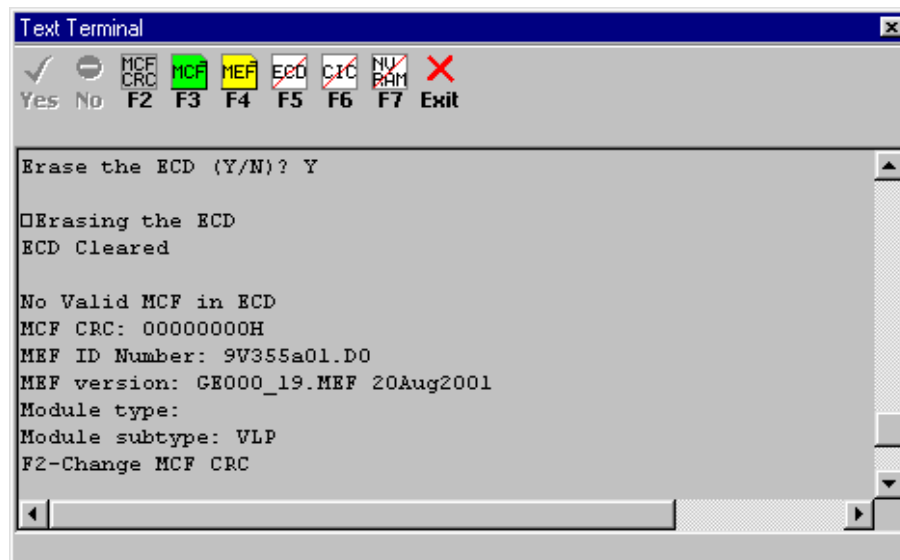 Text Terminal
MCF CRC MCF MEF ECD CIC NV RAM
Yes No F2 F3 F4 F5 F6 F7 Exit
Erase the ECD (Y/N)? Y
Erasing the ECD
ECD Cleared
No Valid MCF in ECD
MCF CRC: 00000000H
MEF ID Number: 9V355a01.D0
MEF version: GE000_19.MEF 20Aug2001
Module type:
Module subtype: VLP
F2-Change MCF CRC